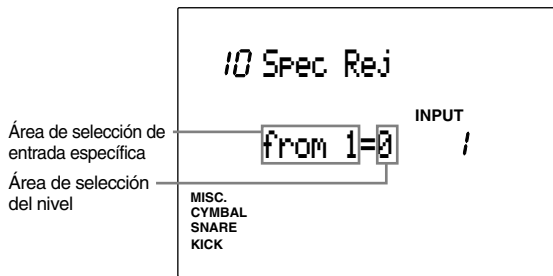 10 Spec Rej
INPUT
Área de selección de
entrada específica
from 1=0
1
Área de selección
del nivel
MISC.
CYMBAL
SNARE
KICK